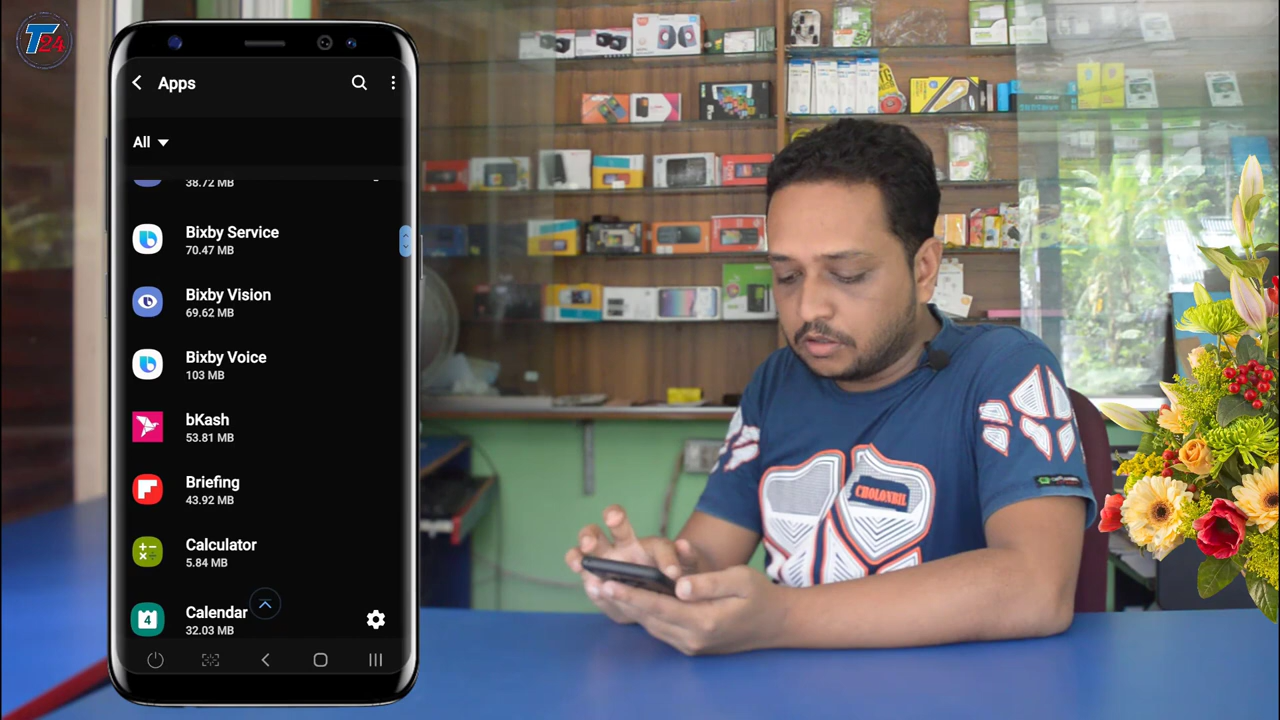 T24
Apps
All
38.72 MB
Bixby Service
70.47 MB
Bixby Vision
69.62 MB
Bixby Voice
103 MB
bKash
53.81 MB
Briefing
43.92 MB
Calculator
5.84 MB
4
Calendar
32.03 MB
CHOLONBIL